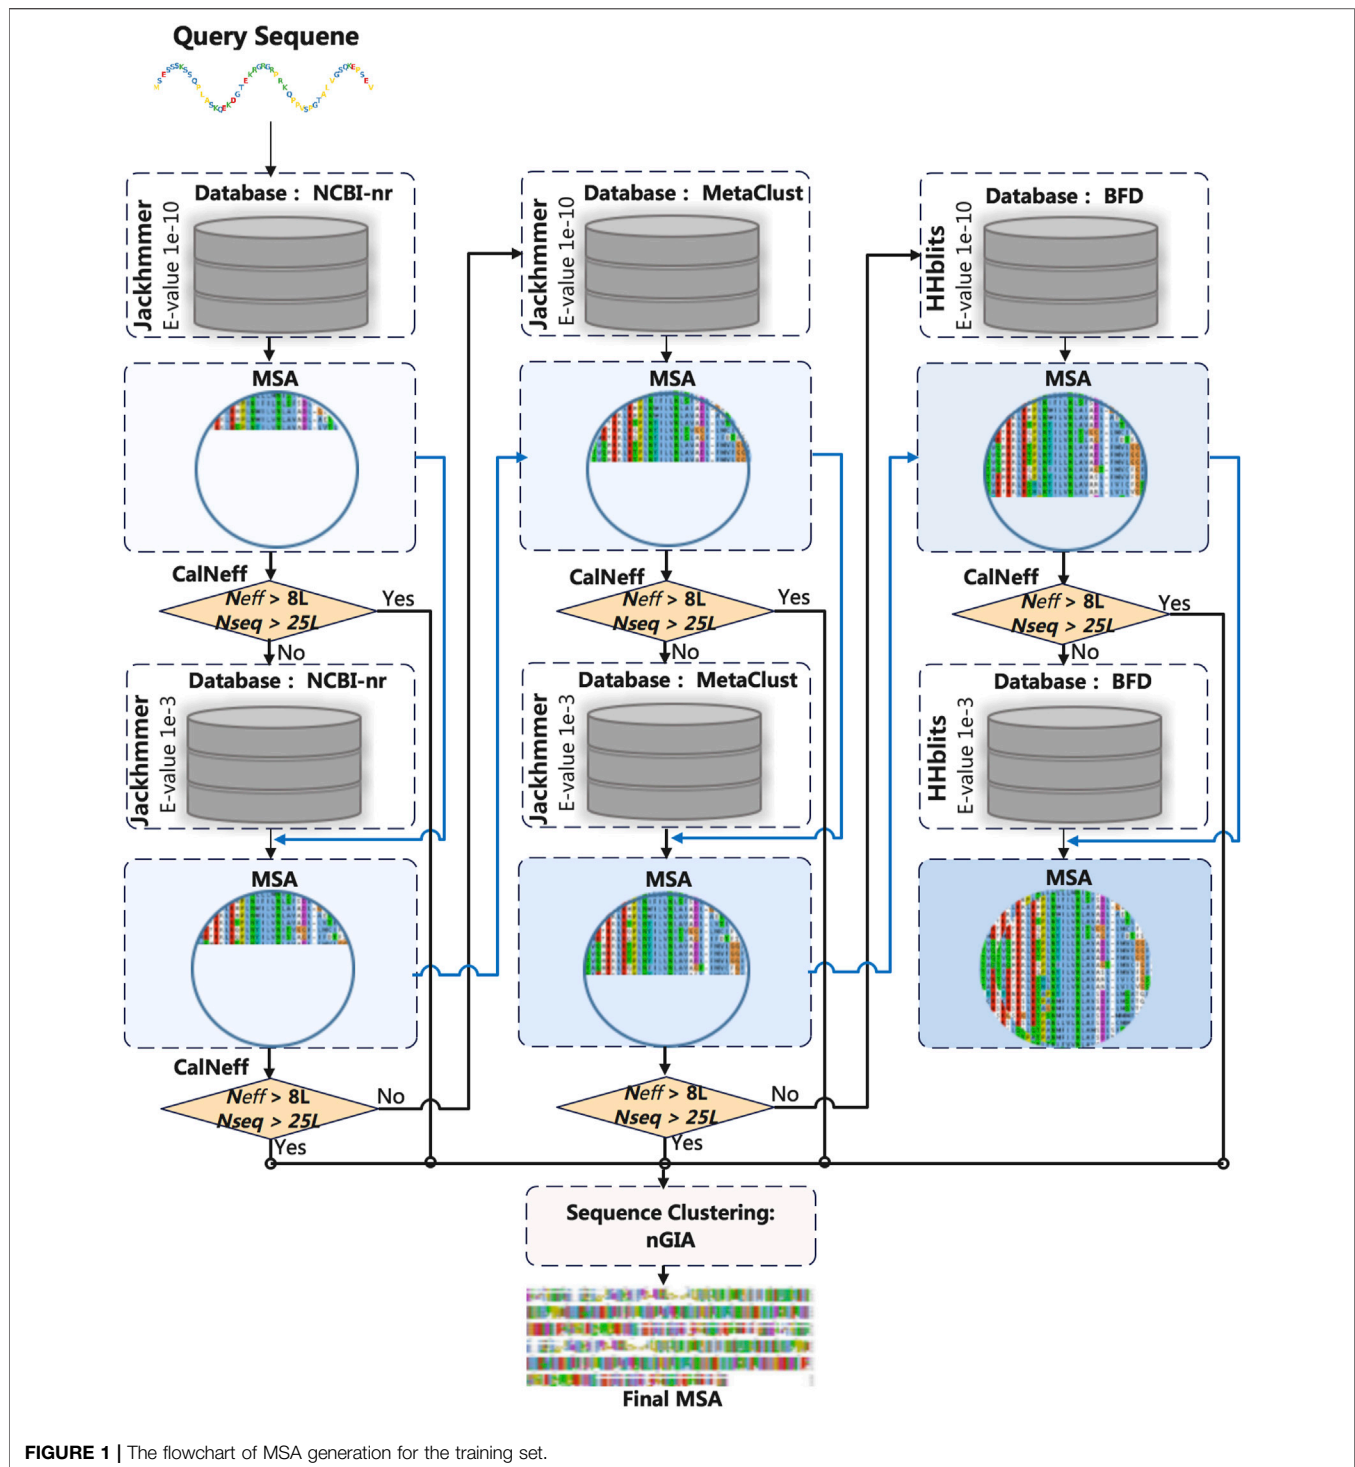 Query Sequene
Database : NCBI-nr
Jackhmmer
E-value 1e-10
MSA
CalNeff
Neff > 8L
Nseq > 25L
Yes
No
Database : NCBI-nr
Jackhmmer
E-value 1e-3
MSA
CalNeff
Neff > 8L
Nseq > 25L
No
Yes
Database : MetaClust
Jackhmmer
E-value 1e-10
MSA
CalNeff
Neff > 8L
Nseq > 25L
Yes
No
Database : MetaClust
Jackhmmer
E-value 1e-3
MSA
Neff > 8L
Nseq > 25L
No
Yes
Database : BFD
HHblits
E-value 1e-10
MSA
CalNeff
Neff > 8L
Nseq > 25L
Yes
No
Database : BFD
HHblits
E-value 1e-3
MSA
Sequence Clustering:
nGIA
Final MSA
FIGURE 1 | The flowchart of MSA generation for the training set.